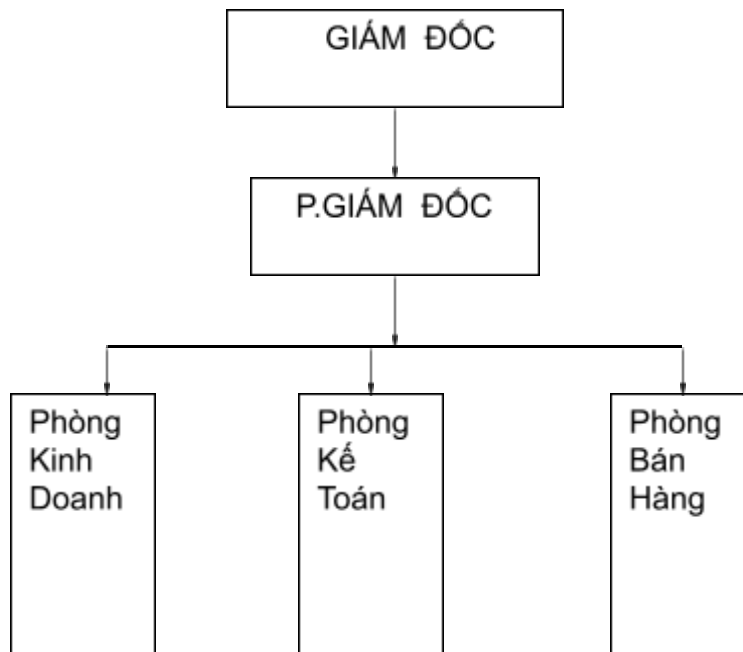 GIÁM ĐỐC
P.GIÁM ĐỐC
Phòng
Kinh
Doanh
Phòng
Kế
Toán
Phòng
Bán
Hàng